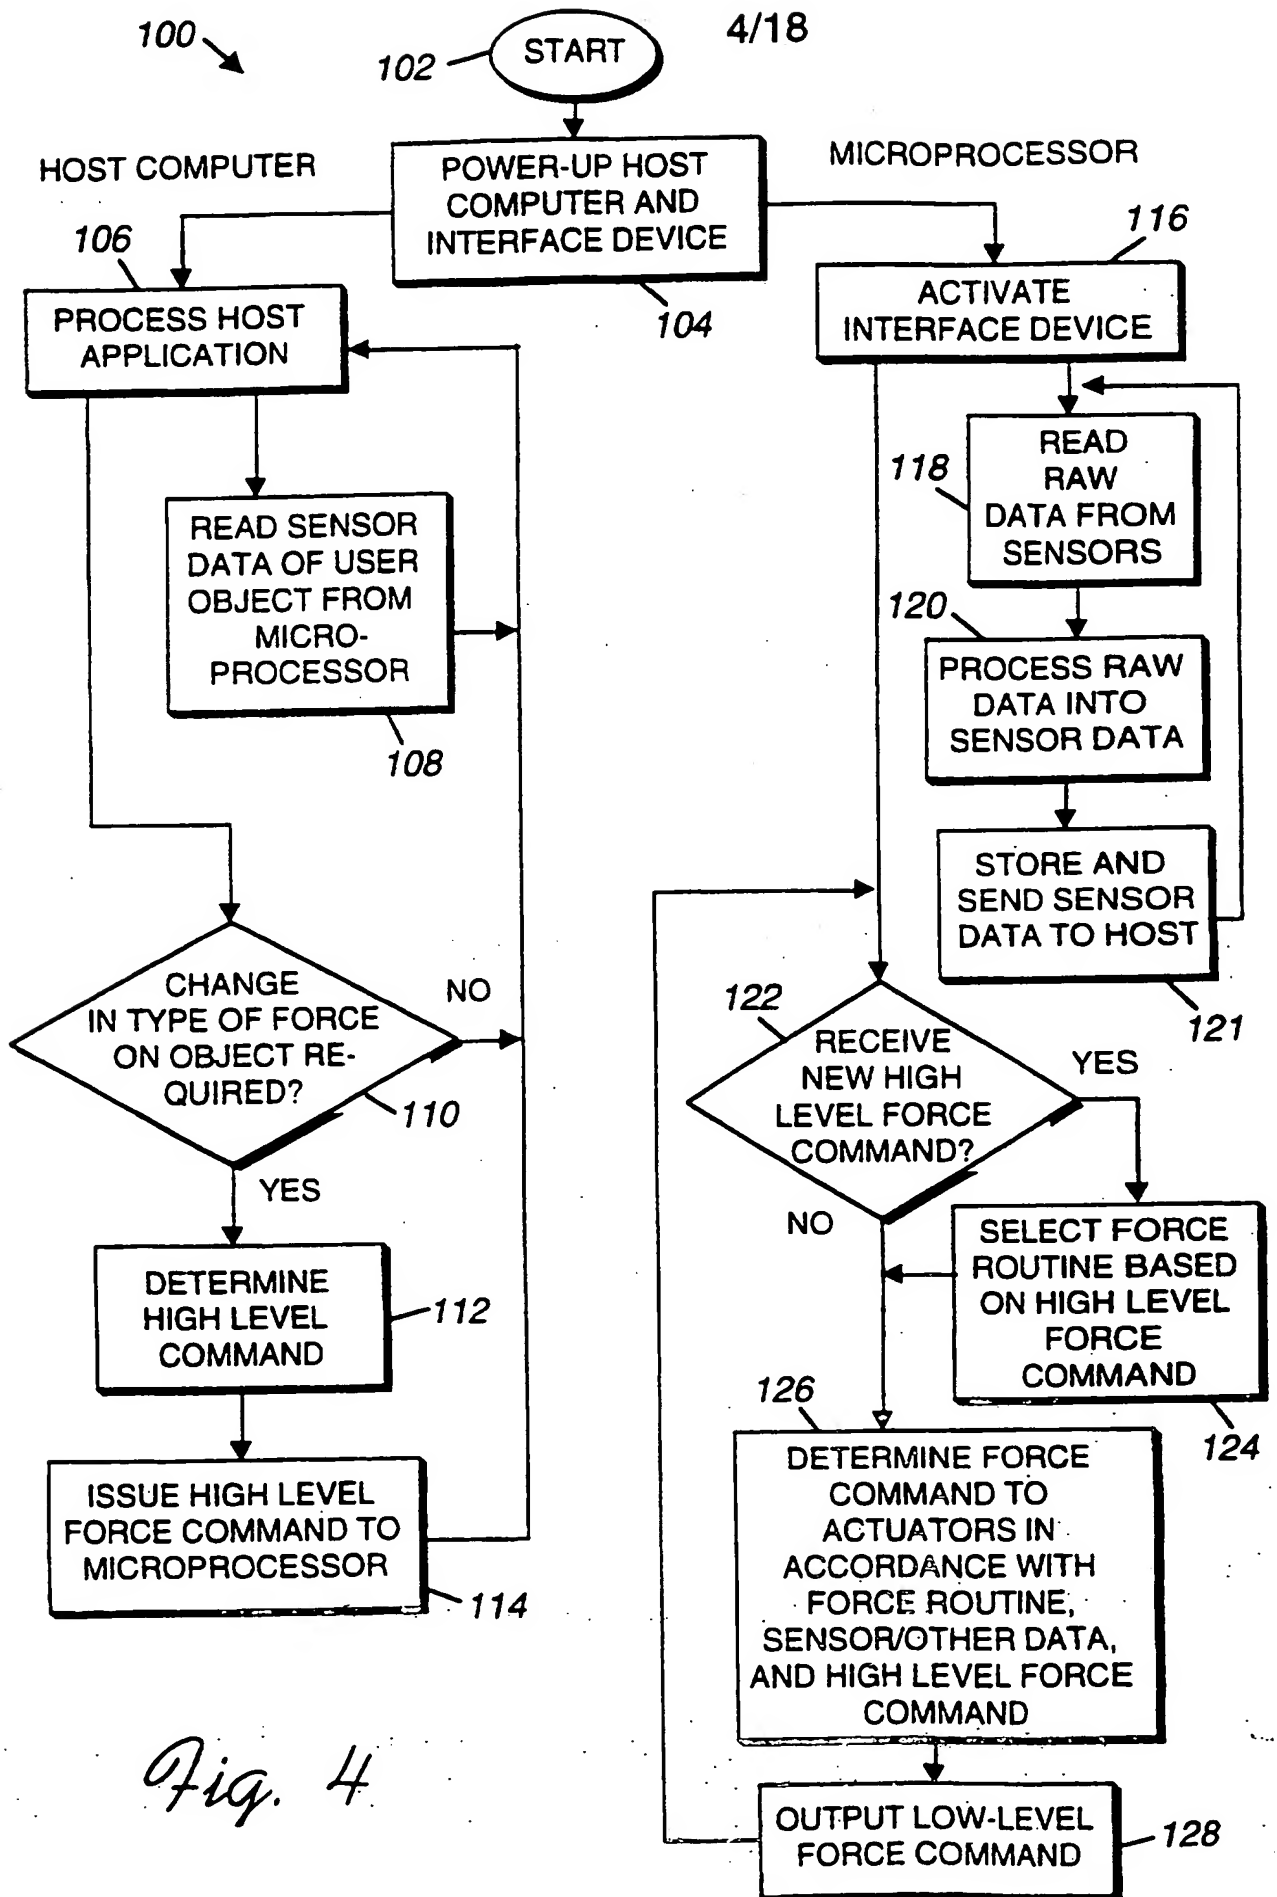 4/18
100
102
START
HOST COMPUTER
POWER-UP HOST
COMPUTER AND
INTERFACE DEVICE
104
MICROPROCESSOR
106
PROCESS HOST
APPLICATION
READ SENSOR
DATA OF USER
OBJECT FROM
MICRO-
PROCESSOR
108
CHANGE
IN TYPE OF FORCE
ON OBJECT RE-
QUIRED?
110
NO
YES
DETERMINE
HIGH LEVEL
COMMAND
112
ISSUE HIGH LEVEL
FORCE COMMAND TO
MICROPROCESSOR
114
116
ACTIVATE
INTERFACE DEVICE
118
READ
RAW
DATA FROM
SENSORS
120
PROCESS RAW
DATA INTO
SENSOR DATA
STORE AND
SEND SENSOR
DATA TO HOST
121
122
RECEIVE
NEW HIGH
LEVEL FORCE
COMMAND?
YES
NO
SELECT FORCE
ROUTINE BASED
ON HIGH LEVEL
FORCE
COMMAND
124
126
DETERMINE FORCE
COMMAND TO
ACTUATORS IN
ACCORDANCE WITH
FORCE ROUTINE,
SENSOR/OTHER DATA,
AND HIGH LEVEL FORCE
COMMAND
OUTPUT LOW-LEVEL
FORCE COMMAND
128
Fig. 4